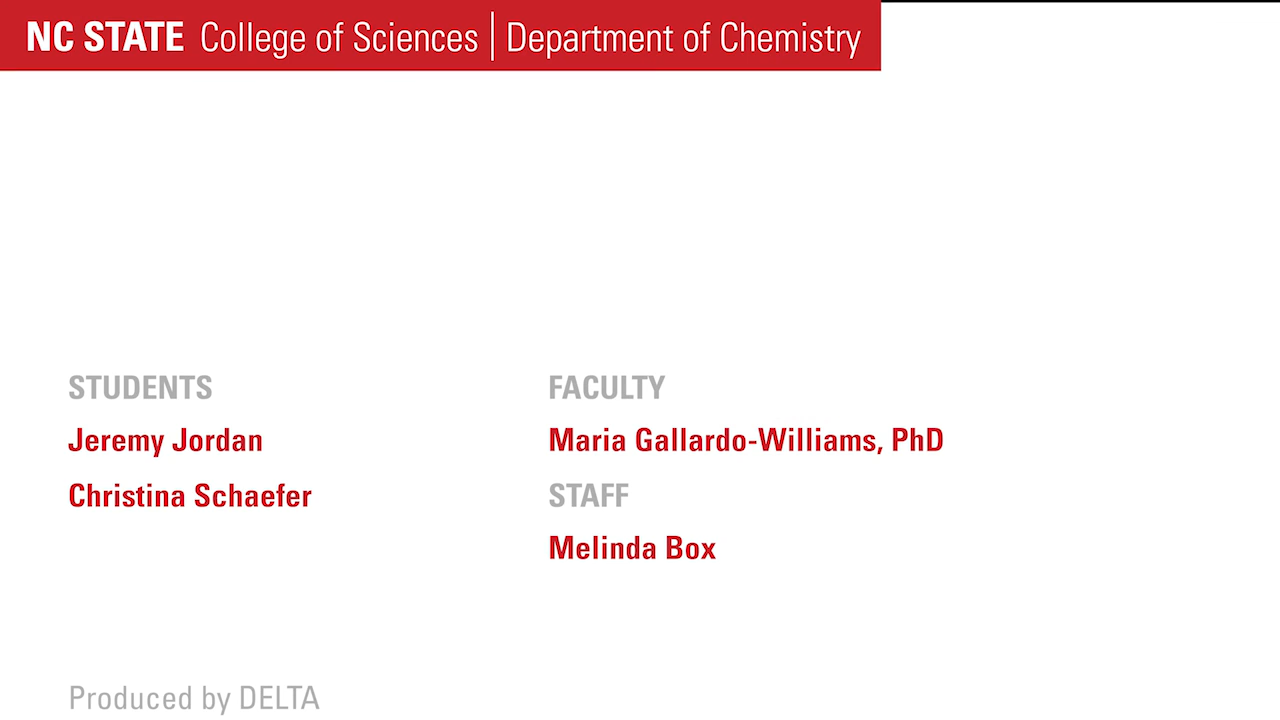 NC STATE College of Sciences | Department of Chemistry
STUDENTS
Jeremy Jordan
Christina Schaefer
FACULTY
Maria Gallardo-Williams, PhD
STAFF
Melinda Box
Produced by DELTA